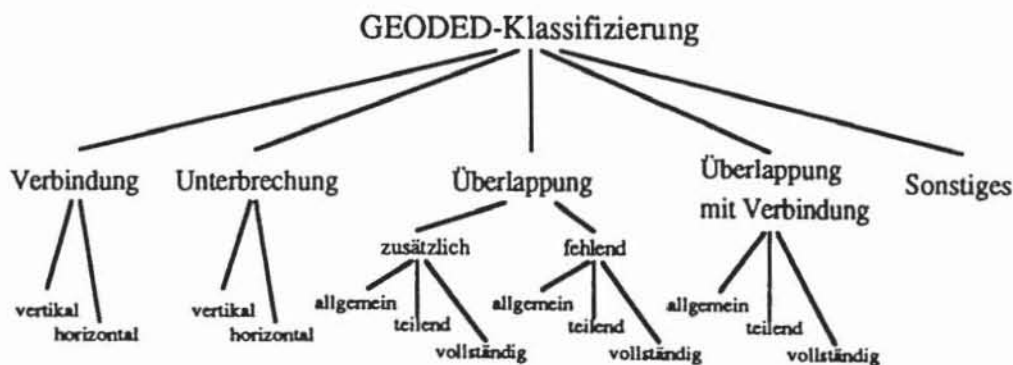 GEODED-Klassifizierung
Verbindung
Unterbrechung
Überlappung
Überlappung
mit Verbindung
Sonstiges
vertikal
horizontal
vertikal
horizontal
zusätzlich
fehlend
allgemein
teilend
vollständig
allgemein
teilend
vollständig
allgemein
teilend
vollständig